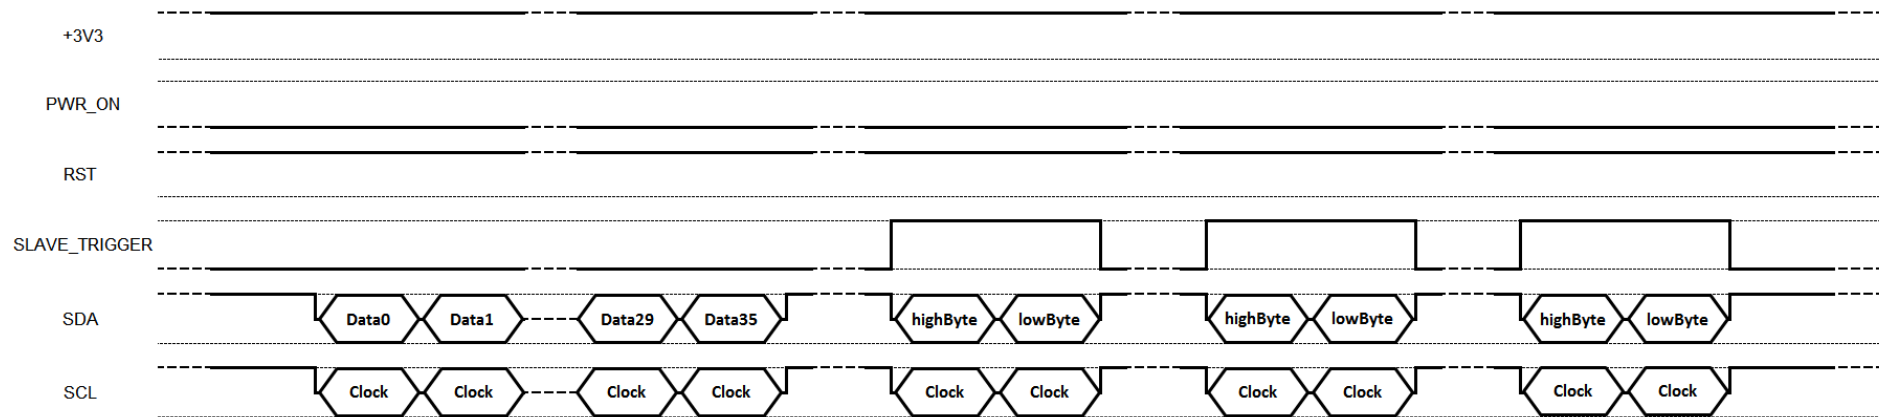 +3V3
PWR_ON
RST
SLAVE_TRIGGER
SDA Data0 Data1 Data29 Data35 highByte lowByte highByte lowByte highByte lowByte
SCL Clock Clock Clock Clock Clock Clock Clock Clock Clock Clock